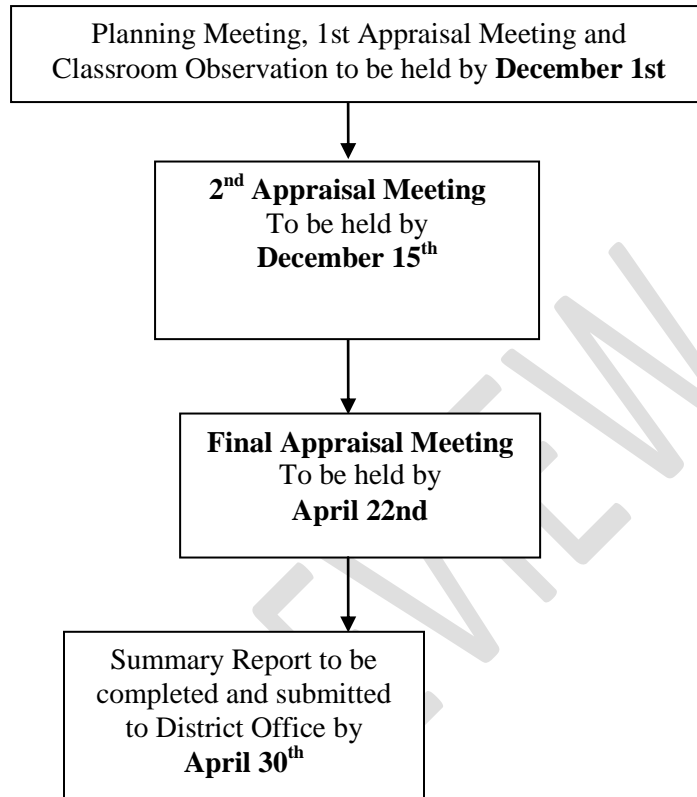 Planning Meeting, 1st Appraisal Meeting and
Classroom Observation to be held by December 1st
2nd Appraisal Meeting
To be held by
December 15th
Final Appraisal Meeting
To be held by
April 22nd
Summary Report to be
completed and submitted
to District Office by
April 30th
EVIEW